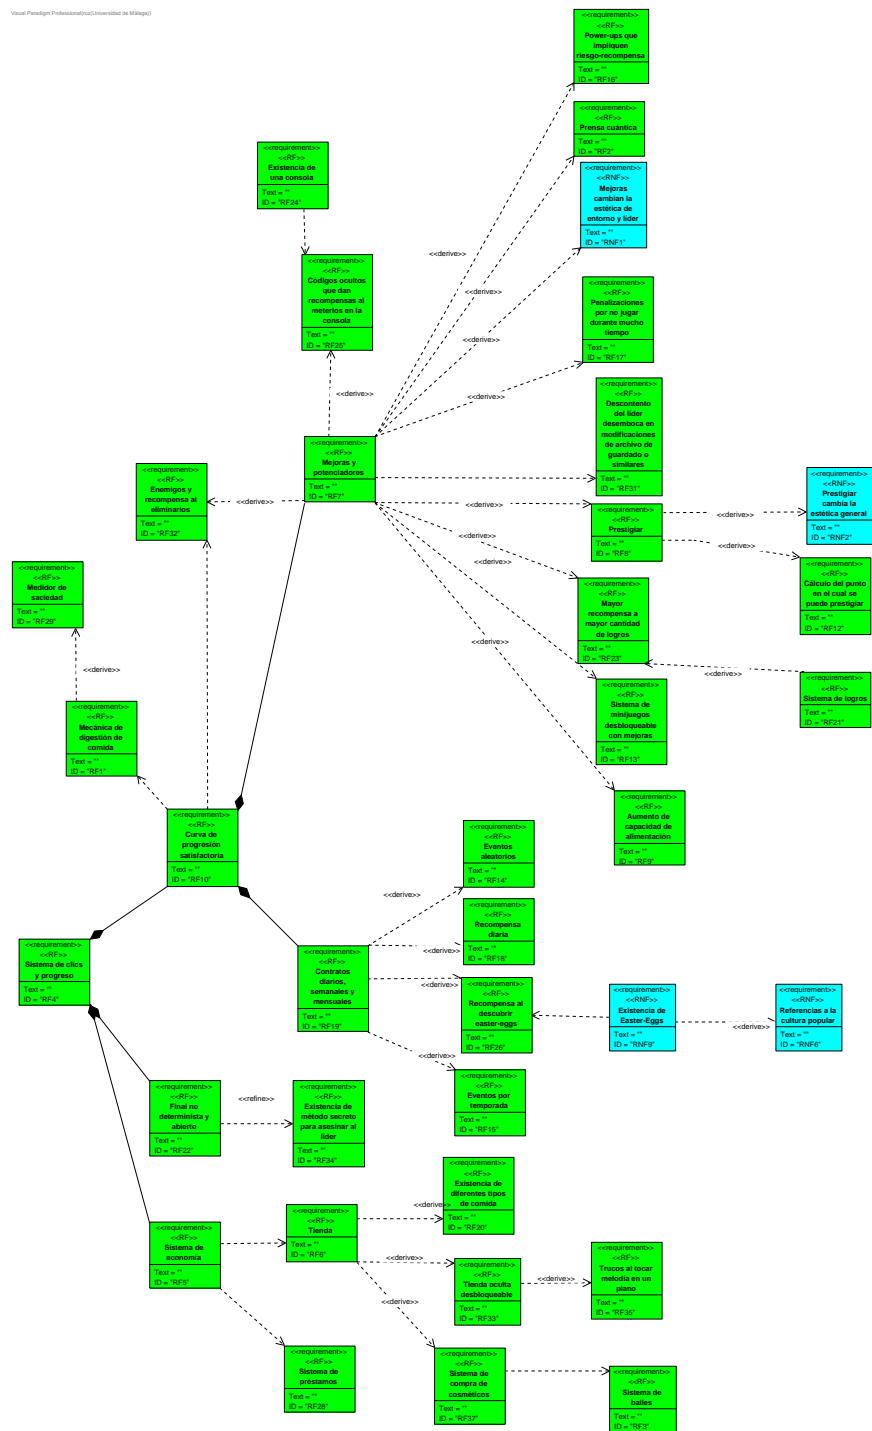 Visual Paradigm Professional(roz(Universidad de Málaga))
<<requirement>>
<<RF>>
Power-ups que
impliquen
riesgo-recompensa
Text = ""
ID = "RF16"
<<requirement>>
<<RF>>
Prensa cuántica
Text = ""
ID = "RF2"
<<requirement>>
<<RF>>
Existencia de
una consola
Text = ""
ID = "RF24"
<<requirement>>
<<RNF>>
Mejoras
cambian la
estética de
entorno y líder
Text = ""
ID = "RNF1"
<<derive>>
<<requirement>>
<<RF>>
Códigos ocultos
que dan
recompensas al
meterlos en la
consola
Text = ""
ID = "RF25"
<<derive>>
<<requirement>>
<<RF>>
Penalizaciones
por no jugar
durante mucho
tiempo
Text = ""
ID = "RF17"
<<derive>>
<<derive>>
<<derive>>
<<requirement>>
<<RF>>
Descontento
del líder
desemboca en
modificaciones
de archivo de
guardado o
similares
Text = ""
ID = "RF31"
<<requirement>>
<<RF>>
Mejoras y
potenciadores
Text = ""
ID = "RF7"
<<requirement>>
<<RF>>
Enemigos y
recompensa al
eliminarlos
Text = ""
ID = "RF32"
<<derive>>
<<requirement>>
<<RNF>>
Prestigiar
cambia la
estética general
Text = ""
ID = "RNF2"
<<requirement>>
<<RF>>
Prestigiar
Text = ""
ID = "RF8"
<<derive>>
<<derive>>
<<derive>>
<<derive>>
<<requirement>>
<<RF>>
Cálculo del punto
en el cual se
puede prestigiar
Text = ""
ID = "RF12"
<<requirement>>
<<RF>>
Medidor de
saciedad
Text = ""
ID = "RF29"
<<requirement>>
<<RF>>
Mayor
recompensa a
mayor cantidad
de logros
Text = ""
ID = "RF23"
<<derive>>
<<derive>>
<<derive>>
<<derive>>
<<requirement>>
<<RF>>
Sistema de logros
Text = ""
ID = "RF21"
<<requirement>>
<<RF>>
Sistema de
minijuegos
desbloqueable
con mejoras
Text = ""
ID = "RF13"
<<requirement>>
<<RF>>
Mecánica de
digestión de
comida
Text = ""
ID = "RF1"
<<requirement>>
<<RF>>
Aumento de
capacidad de
alimentación
Text = ""
ID = "RF9"
<<requirement>>
<<RF>>
Curva de
progresión
satisfactoria
Text = ""
ID = "RF10"
<<requirement>>
<<RF>>
Eventos
aleatorios
Text = ""
ID = "RF14"
<<derive>>
<<requirement>>
<<RF>>
Recompensa
diaria
Text = ""
ID = "RF18"
<<derive>>
<<requirement>>
<<RF>>
Sistema de clics
y progreso
Text = ""
ID = "RF4"
<<requirement>>
<<RF>>
Contratos
diarios,
semanales y
mensuales
Text = ""
ID = "RF19"
<<derive>>
<<requirement>>
<<RF>>
Recompensa al
descubrir
easter-eggs
Text = ""
ID = "RF26"
<<requirement>>
<<RNF>>
Existencia de
Easter-Eggs
Text = ""
ID = "RNF9"
<<derive>>
<<requirement>>
<<RNF>>
Referencias a la
cultura popular
Text = ""
ID = "RNF6"
<<derive>>
<<requirement>>
<<RF>>
Eventos por
temporada
Text = ""
ID = "RF15"
<<requirement>>
<<RF>>
Final no
determinista y
abierto
Text = ""
ID = "RF22"
<<refine>>
<<requirement>>
<<RF>>
Existencia de
método secreto
para asesinar al
líder
Text = ""
ID = "RF34"
<<requirement>>
<<RF>>
Existencia de
diferentes tipos
de comida
Text = ""
ID = "RF20"
<<derive>>
<<requirement>>
<<RF>>
Tienda
Text = ""
ID = "RF6"
<<requirement>>
<<RF>>
Sistema de
economía
Text = ""
ID = "RF5"
<<derive>>
<<requirement>>
<<RF>>
Tienda oculta
desbloqueable
Text = ""
ID = "RF33"
<<derive>>
<<requirement>>
<<RF>>
Trucos al tocar
melodía en un
piano
Text = ""
ID = "RF35"
<<derive>>
<<requirement>>
<<RF>>
Sistema de
préstamos
Text = ""
ID = "RF28"
<<requirement>>
<<RF>>
Sistema de
compra de
cosméticos
Text = ""
ID = "RF37"
<<requirement>>
<<RF>>
Sistema de
bailes
Text = ""
ID = "RF3"